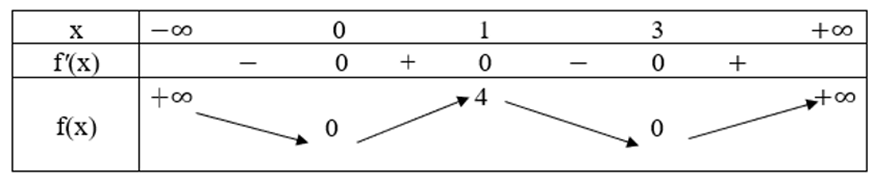 x −∞ 0 1 3 +∞
f′(x) − 0 + 0 − 0 +
+∞ 4 +∞
f(x) 0 0